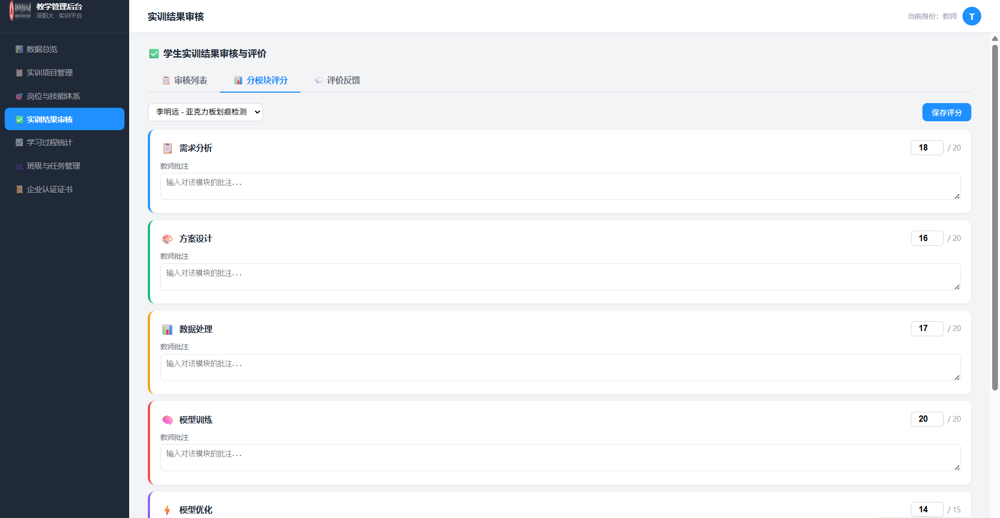 教学管理后台
深职大 · 实训平台
数据总览
实训项目管理
岗位与技能体系
实训结果审核
学习过程统计
班级与任务管理
企业认证证书
实训结果审核
当前身份：教师
T
学生实训结果审核与评价
审核列表
分模块评分
评价反馈
李明远 - 亚克力板划痕检测
保存评分
需求分析
18 / 20
教师批注
输入对该模块的批注...
方案设计
16 / 20
教师批注
输入对该模块的批注...
数据处理
17 / 20
教师批注
输入对该模块的批注...
模型训练
20 / 20
教师批注
输入对该模块的批注...
模型优化
14 / 15